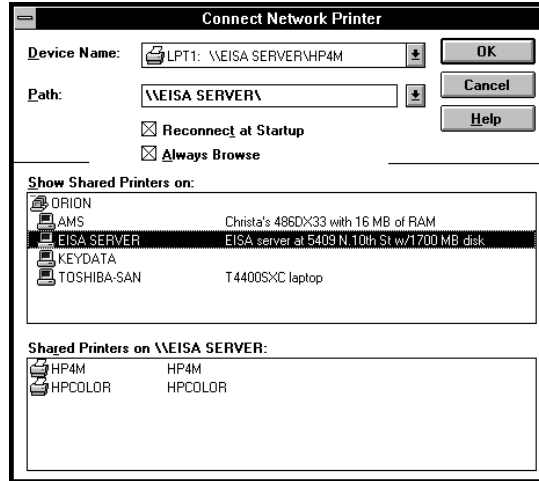 Connect Network Printer
Device Name: LPT1: \\EISA SERVER\HP4M OK
Path: \\EISA SERVER\ Cancel
Help
Reconnect at Startup
Always Browse
Show Shared Printers on:
ORION
AMS Christa's 486DX33 with 16 MB of RAM
EISA SERVER EISA server at 5409 N.10th St w/1700 MB disk
KEYDATA
TOSHIBA-SAN T4400SXC laptop
Shared Printers on \\EISA SERVER:
HP4M HP4M
HPCOLOR HPCOLOR